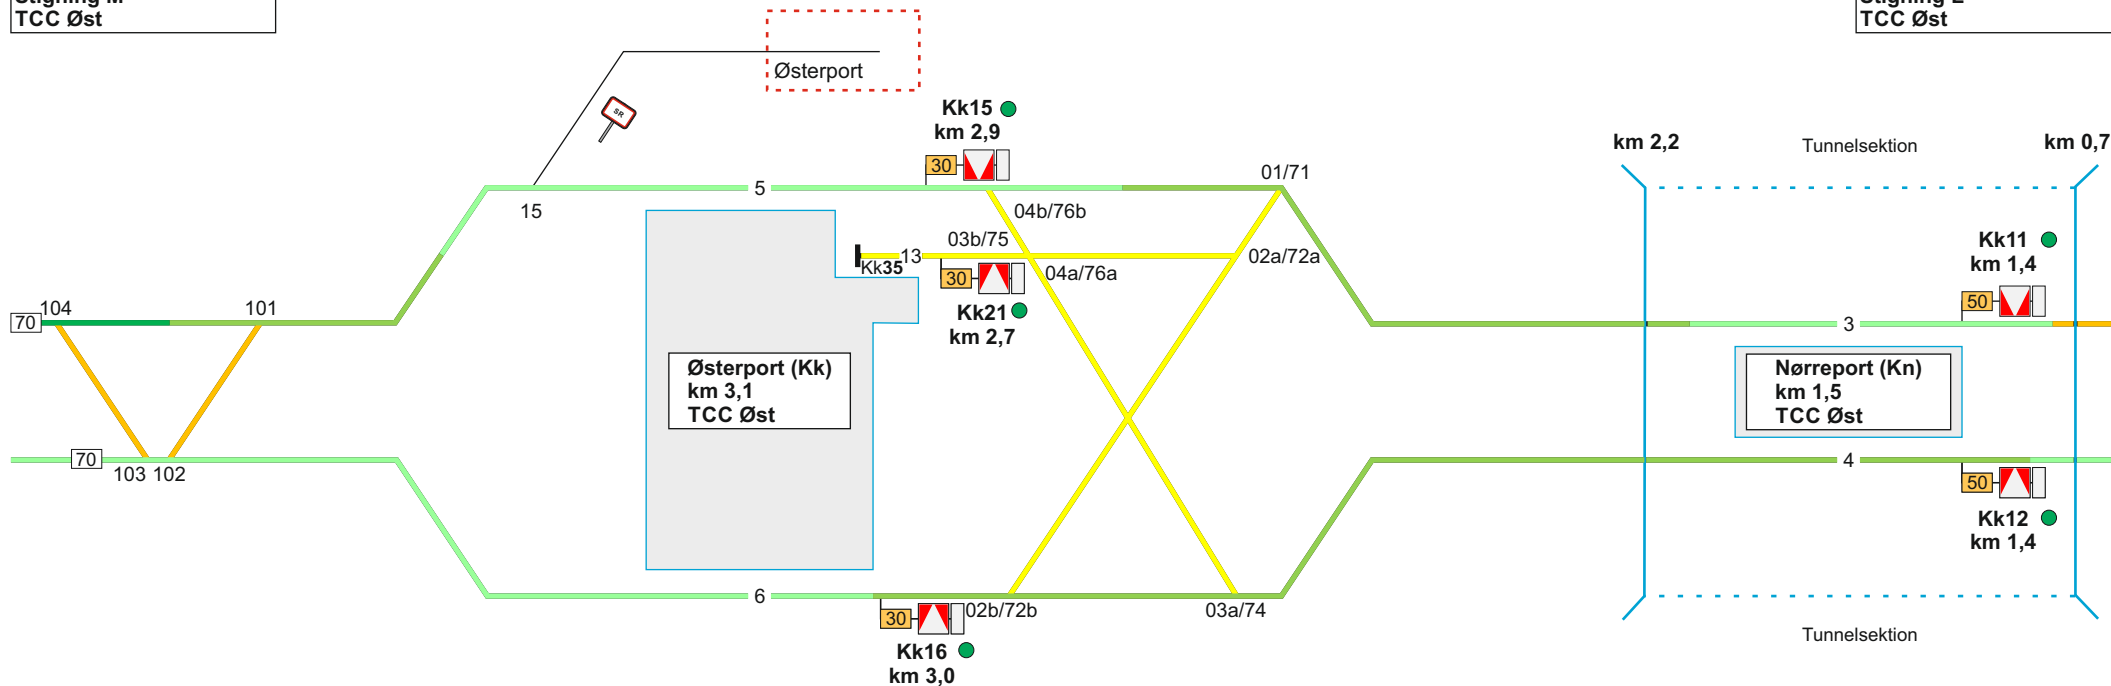 TCC Øst
TCC Øst
Østerport
SR
Kk15
km 2,9
30
km 2,2
Tunnelsektion
km 0,7
01/71
5
15
04b/76b
03b/75
13
Kk35
30
04a/76a
02a/72a
Kk21
km 2,7
Kk11
km 1,4
50
104
101
70
3
Østerport (Kk)
km 3,1
TCC Øst
Nørreport (Kn)
km 1,5
TCC Øst
70
103
102
4
50
Kk12
km 1,4
6
30
02b/72b
03a/74
Kk16
km 3,0
Tunnelsektion